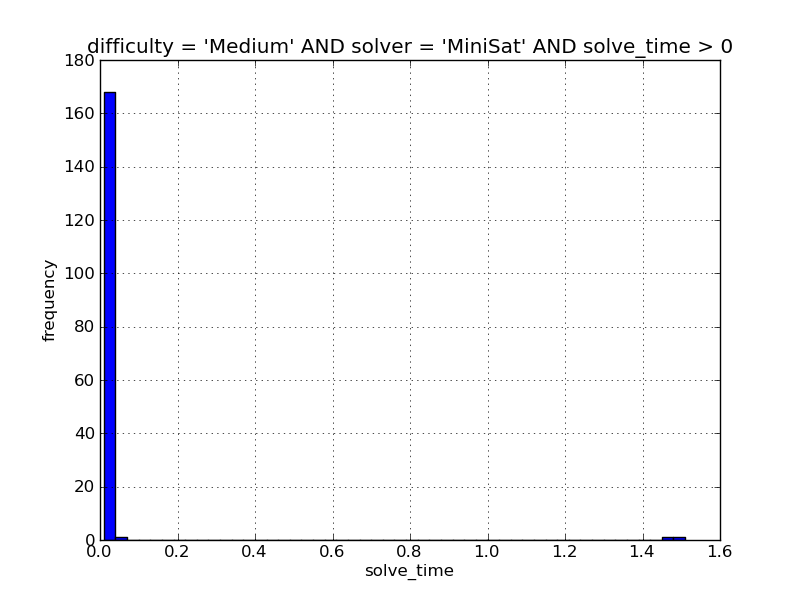 difficulty = 'Medium' AND solver = 'MiniSat' AND solve_time > 0
180
160
140
120
100
80
60
40
20
0
frequency
0.0 0.2 0.4 0.6 0.8 1.0 1.2 1.4 1.6
solve_time